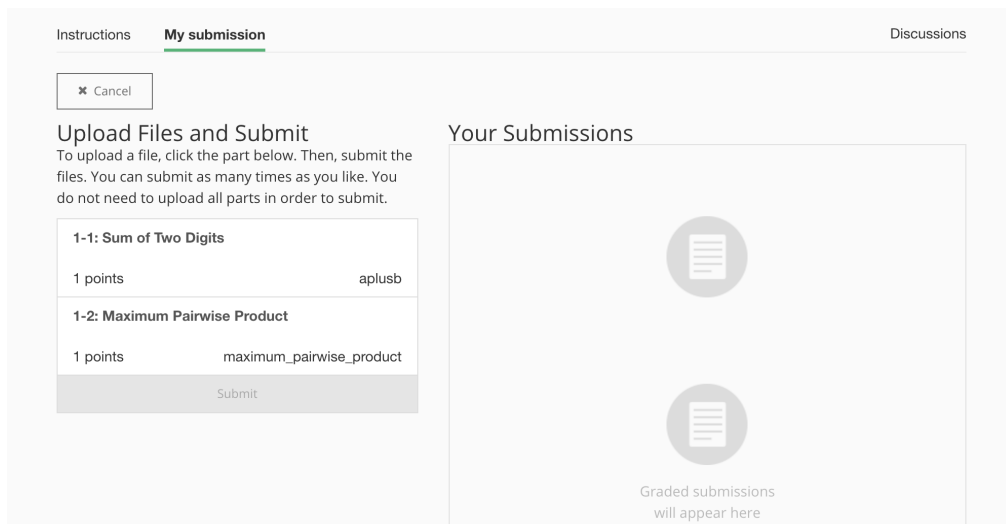 Instructions My submission Discussions
✖ Cancel
Upload Files and Submit
To upload a file, click the part below. Then, submit the
files. You can submit as many times as you like. You
do not need to upload all parts in order to submit.
1-1: Sum of Two Digits
1 points aplusb
1-2: Maximum Pairwise Product
1 points maximum_pairwise_product
Submit
Your Submissions
Graded submissions
will appear here